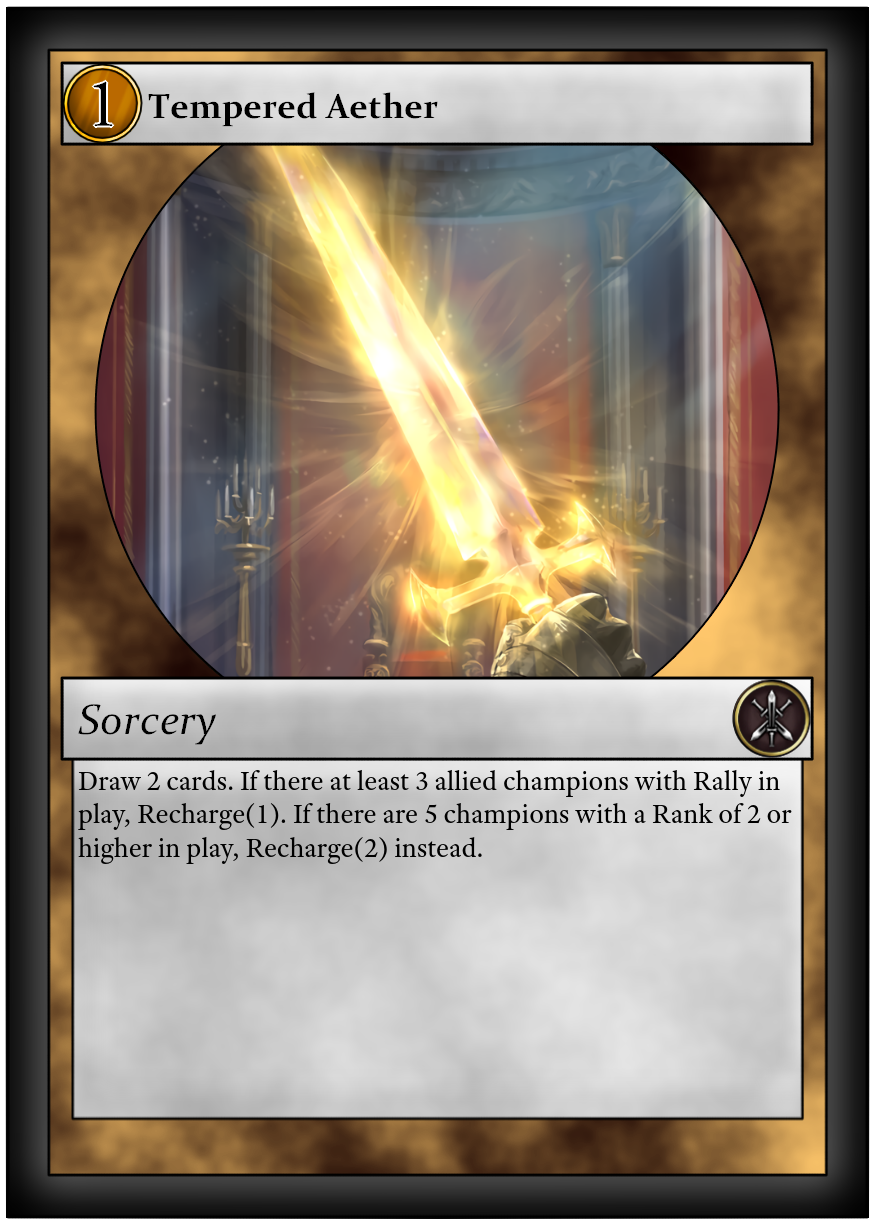 1 Tempered Aether
Sorcery
Draw 2 cards. If there at least 3 allied champions with Rally in
play, Recharge(1). If there are 5 champions with a Rank of 2 or
higher in play, Recharge(2) instead.